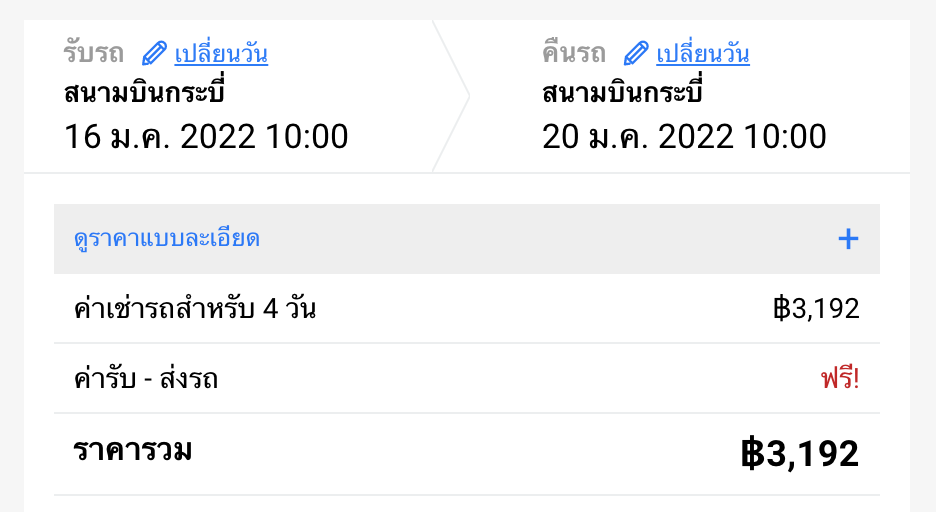 รับรถ เปลี่ยนวัน
สนามบินกระบี่
16 ม.ค. 2022 10:00
คืนรถ เปลี่ยนวัน
สนามบินกระบี่
20 ม.ค. 2022 10:00
ดูราคาแบบละเอียด +
ค่าเช่ารถสำหรับ 4 วัน ฿3,192
ค่ารับ - ส่งรถ ฟรี!
ราคารวม ฿3,192